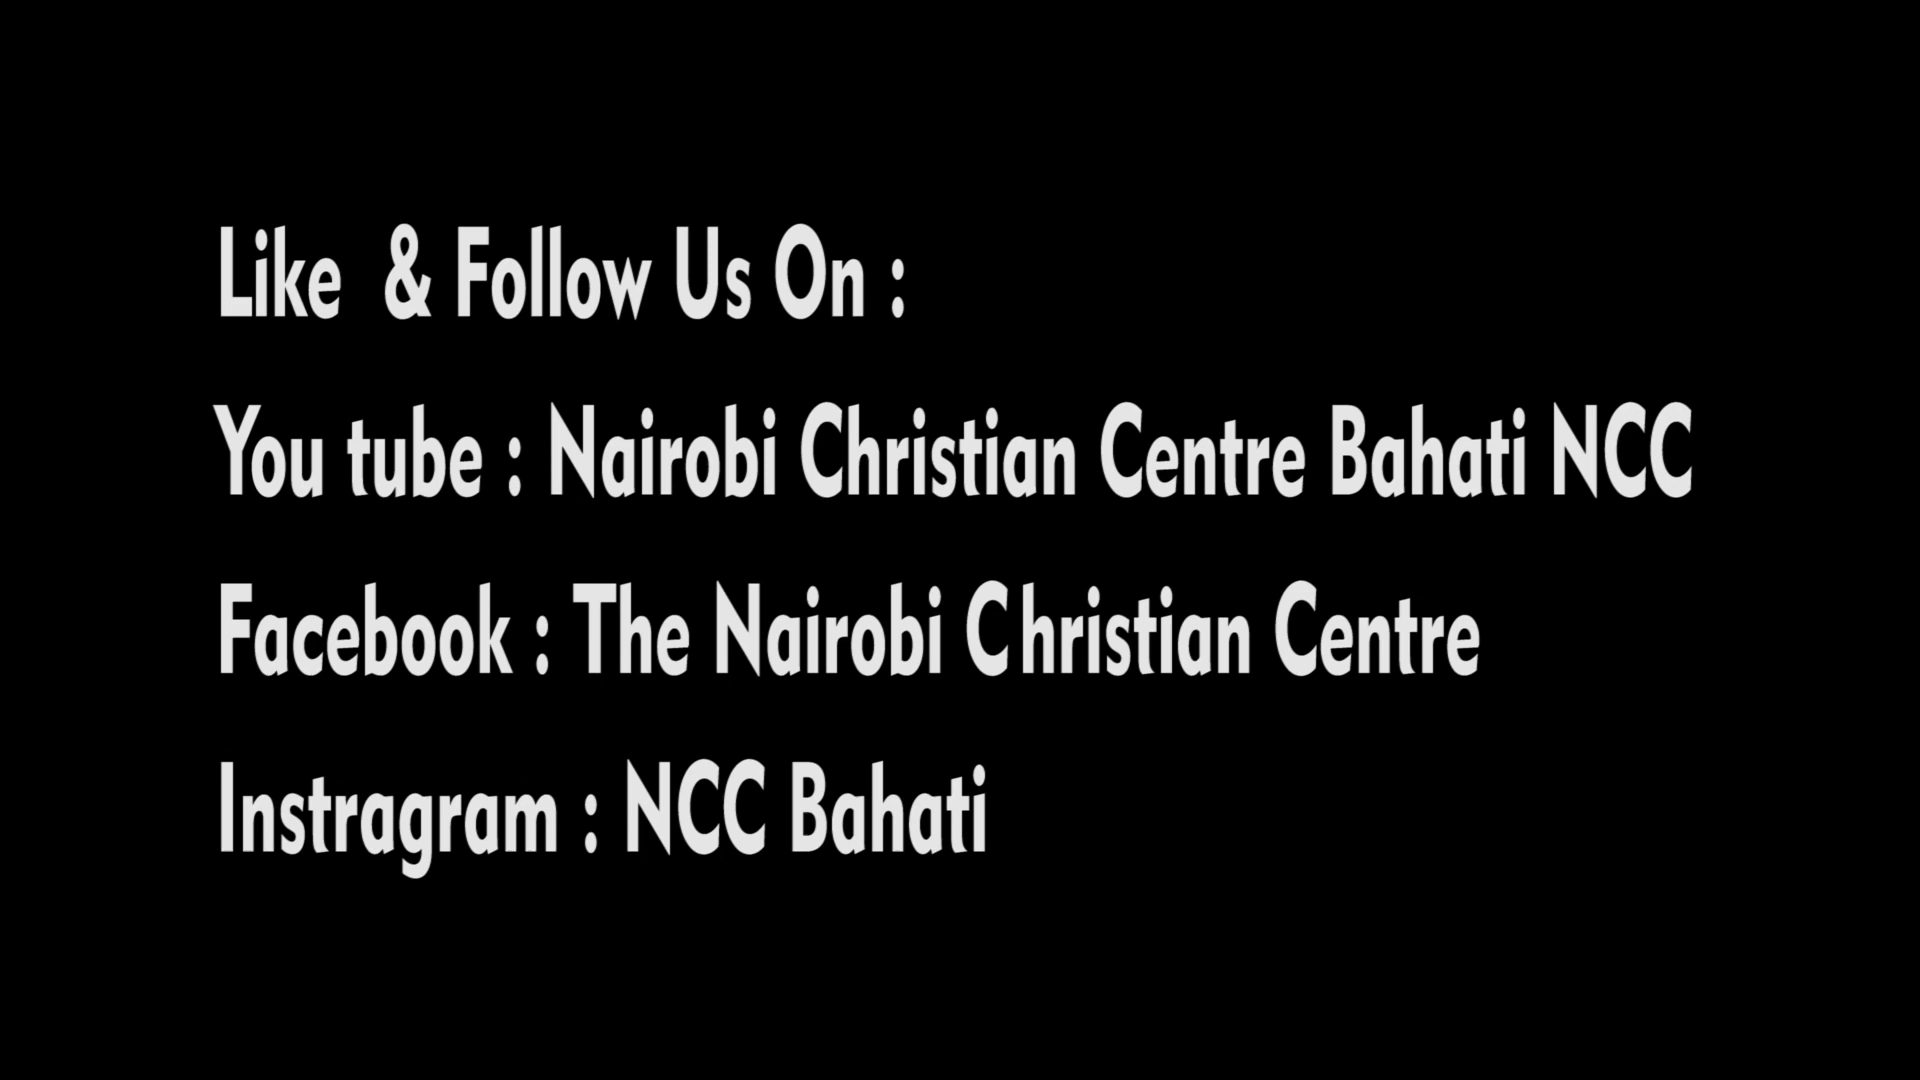 Like & Follow Us On :
You tube : Nairobi Christian Centre Bahati NCC
Facebook : The Nairobi Christian Centre
Instragram : NCC Bahati